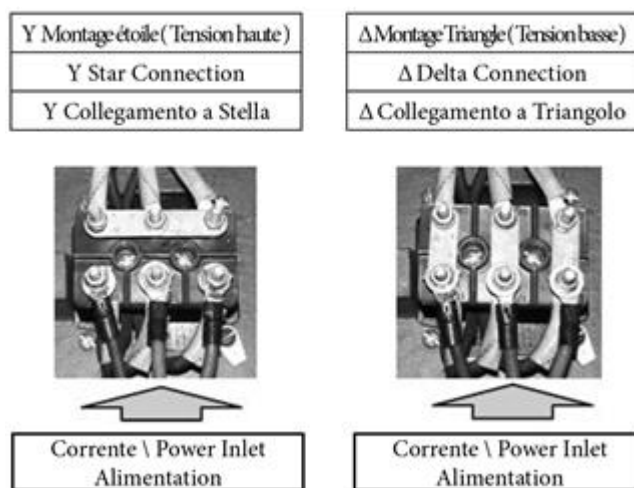 Y Montage étoile (Tension haute)
Y Star Connection
Y Collegamento a Stella
Δ Montage Triangle (Tension basse)
Δ Delta Connection
Δ Collegamento a Triangolo
Corrente \ Power Inlet
Alimentation
Corrente \ Power Inlet
Alimentation